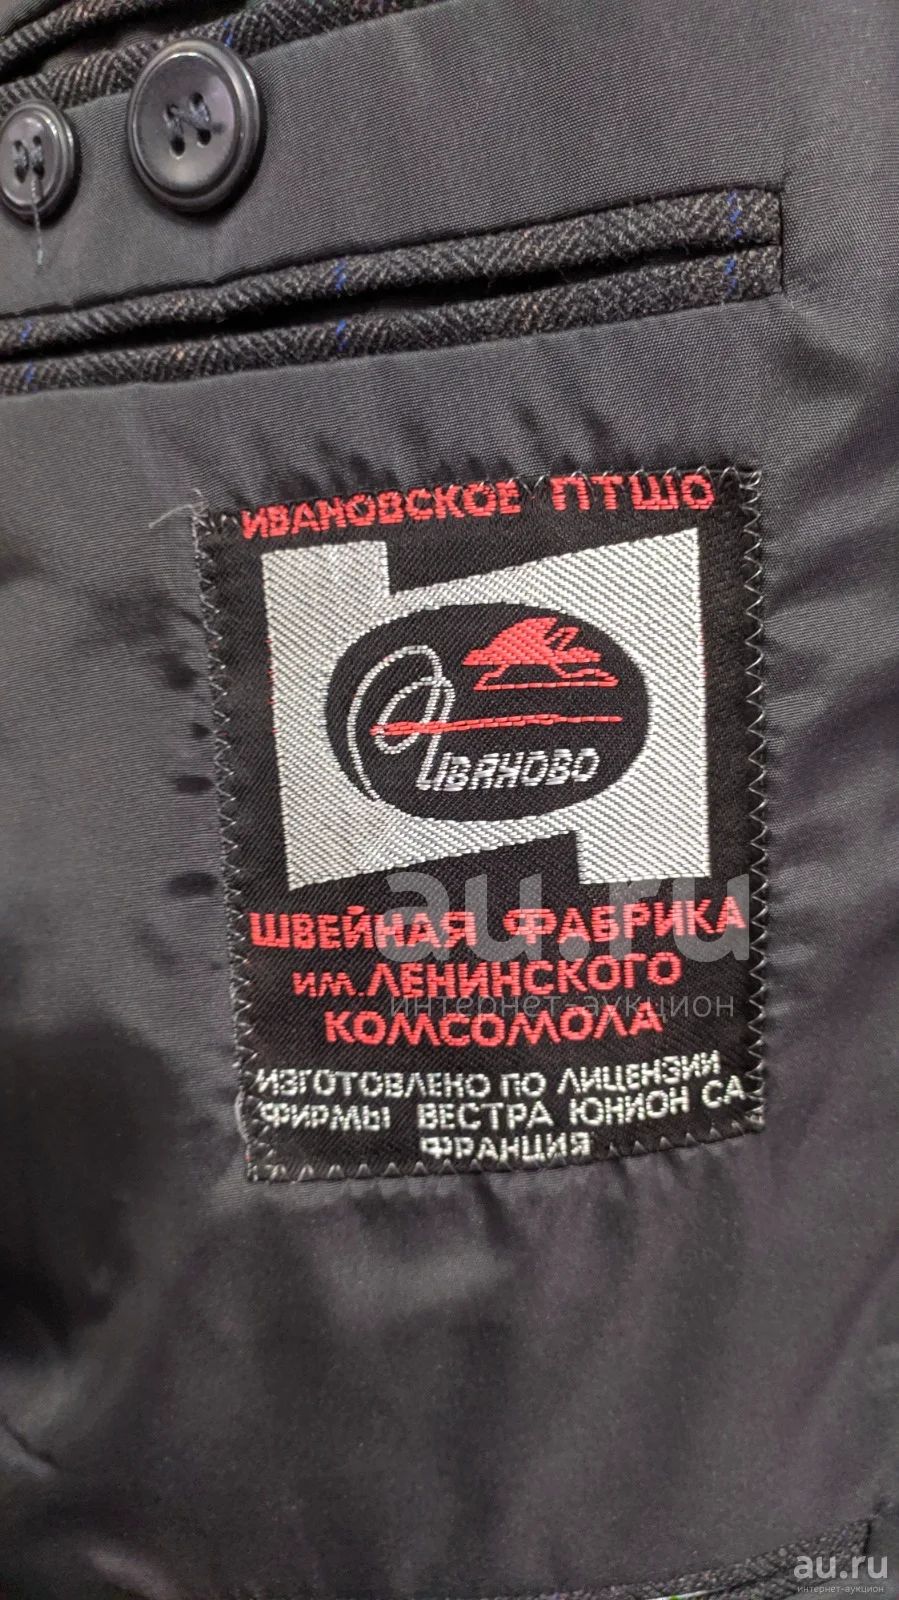 ИВАНОВСКОЕ ПТШО
Иваново
ШВЕЙНАЯ ФАБРИКА
им. ЛЕНИНСКОГО
КОМСОМОЛА
ИЗГОТОВЛЕНО ПО ЛИЦЕНЗИИ
ФИРМЫ ВЕСТРА ЮНИОН СА
ФРАНЦИЯ
au.ru
интернет-аукцион
au.ru
интернет-аукцион